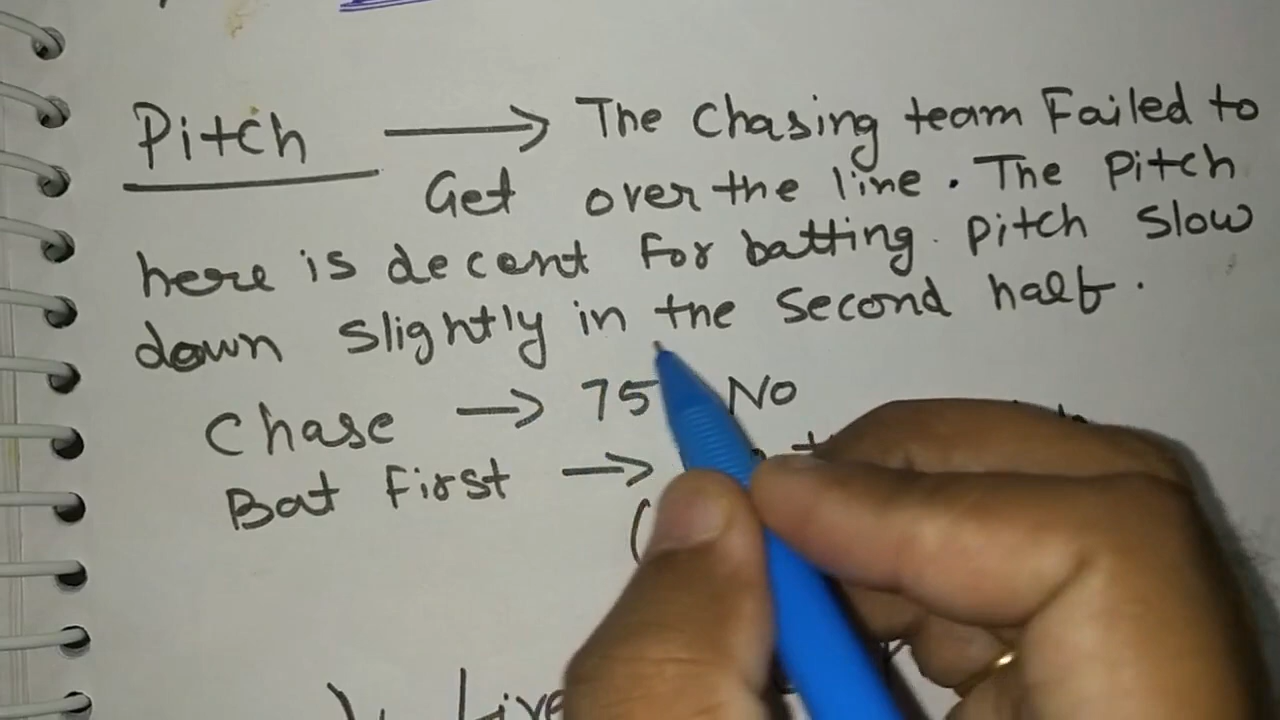 Pitch → The Chasing team Failed to
Get over the line. The Pitch
here is decent for batting. Pitch Slow
down slightly in the Second half.
Chase → 75 No
Bat First →
(
Live